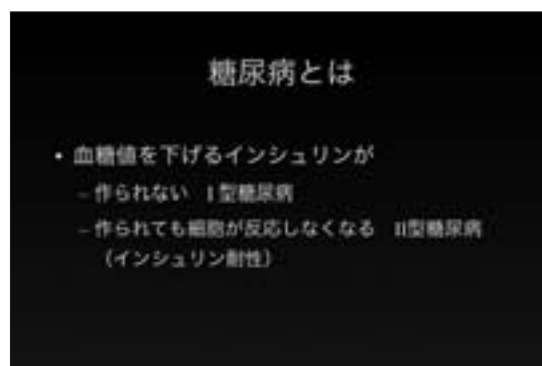 糖尿病とは
• 血糖値を下げるインシュリンが
– 作られない　I 型糖尿病
– 作られても細胞が反応しなくなる　II型糖尿病
（インシュリン耐性）